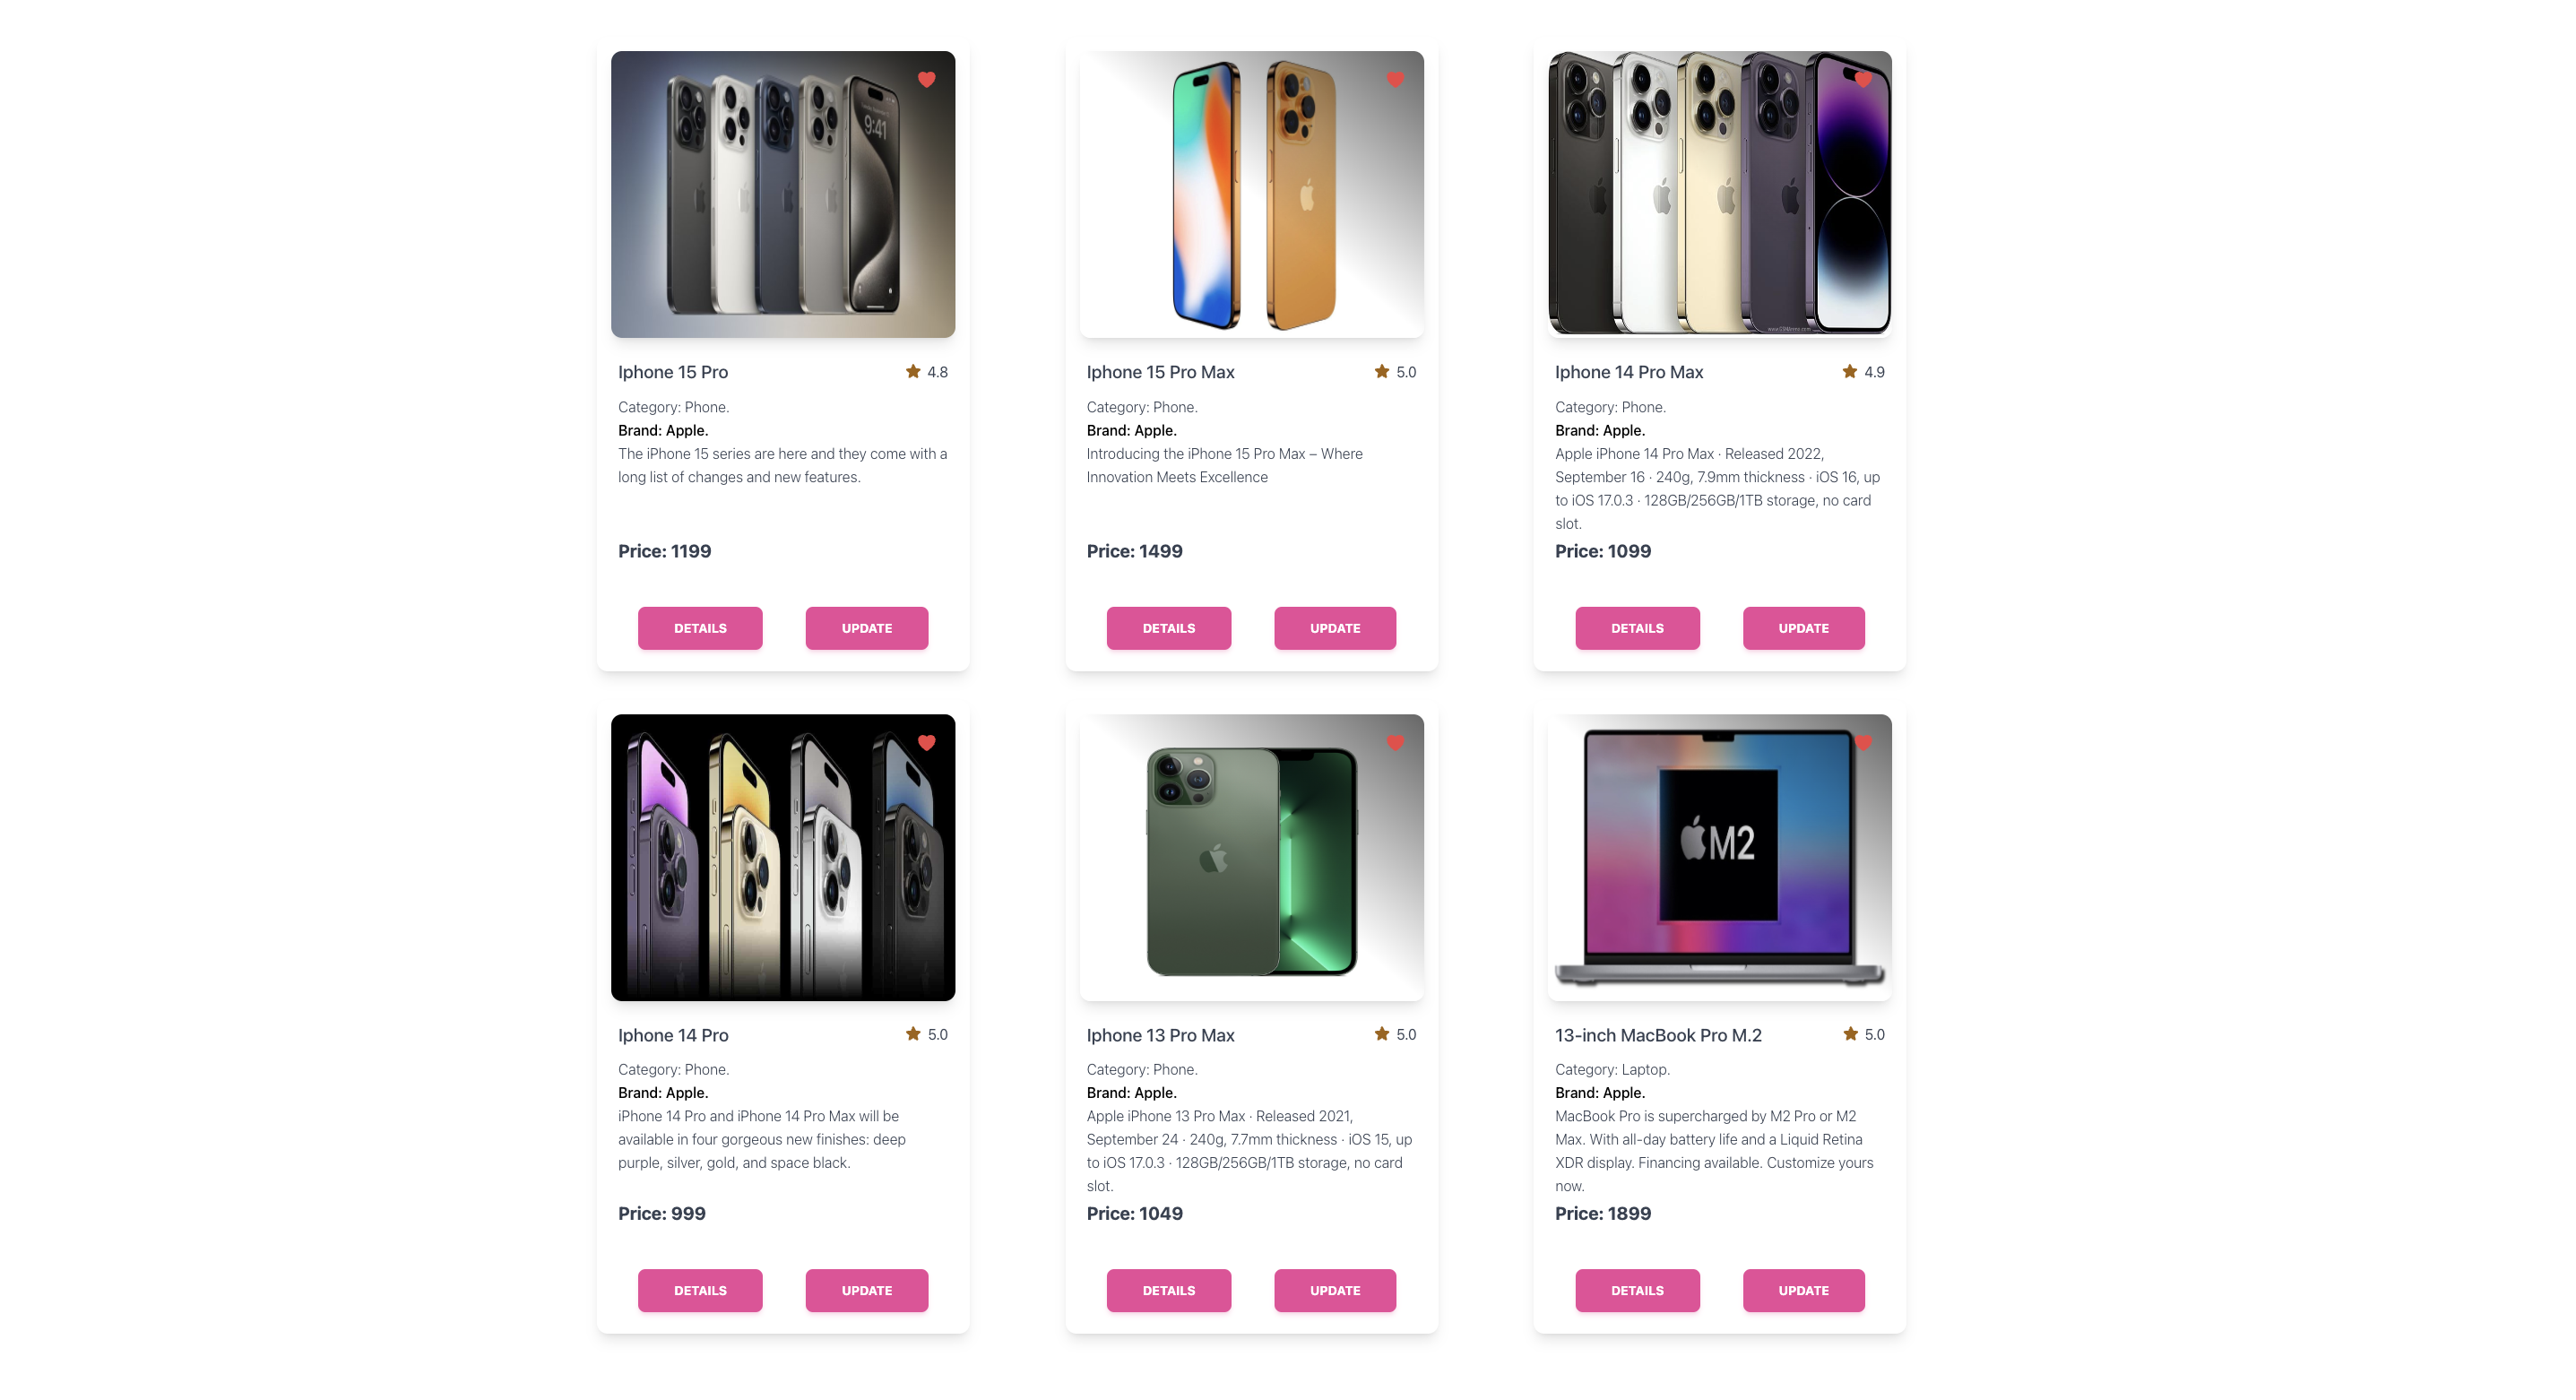 9:41
Iphone 15 Pro
4.8
Category: Phone.
Brand: Apple.
The iPhone 15 series are here and they come with a
long list of changes and new features.
Price: 1199
DETAILS
UPDATE
Iphone 15 Pro Max
5.0
Category: Phone.
Brand: Apple.
Introducing the iPhone 15 Pro Max – Where
Innovation Meets Excellence
Price: 1499
DETAILS
UPDATE
Iphone 14 Pro Max
4.9
Category: Phone.
Brand: Apple.
Apple iPhone 14 Pro Max · Released 2022,
September 16 · 240g, 7.9mm thickness · iOS 16, up
to iOS 17.0.3 · 128GB/256GB/1TB storage, no card
slot.
Price: 1099
DETAILS
UPDATE
Iphone 14 Pro
5.0
Category: Phone.
Brand: Apple.
iPhone 14 Pro and iPhone 14 Pro Max will be
available in four gorgeous new finishes: deep
purple, silver, gold, and space black.
Price: 999
DETAILS
UPDATE
Iphone 13 Pro Max
5.0
Category: Phone.
Brand: Apple.
Apple iPhone 13 Pro Max · Released 2021,
September 24 · 240g, 7.7mm thickness · iOS 15, up
to iOS 17.0.3 · 128GB/256GB/1TB storage, no card
slot.
Price: 1049
DETAILS
UPDATE
M2
13-inch MacBook Pro M.2
5.0
Category: Laptop.
Brand: Apple.
MacBook Pro is supercharged by M2 Pro or M2
Max. With all-day battery life and a Liquid Retina
XDR display. Financing available. Customize yours
now.
Price: 1899
DETAILS
UPDATE